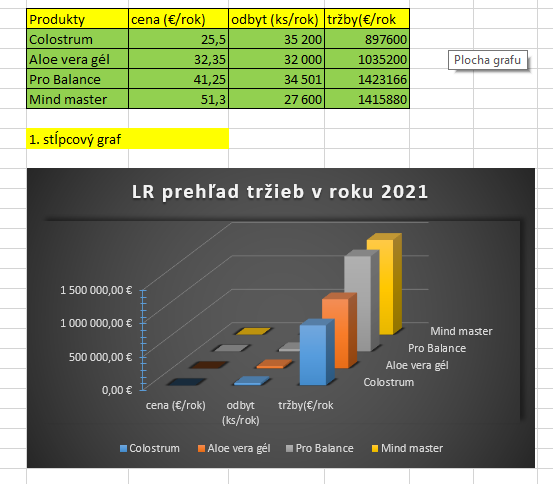 Produkty cena (€/rok) odbyt (ks/rok) tržby(€/rok
Colostrum 25,5 35 200 897600
Aloe vera gél 32,35 32 000 1035200
Pro Balance 41,25 34 501 1423166
Mind master 51,3 27 600 1415880
Plocha grafu
1. stĺpcový graf
LR prehľad tržieb v roku 2021
1 500 000,00 €
1 000 000,00 €
500 000,00 €
0,00 €
Mind master
Pro Balance
Aloe vera gél
Colostrum
cena (€/rok) odbyt tržby(€/rok
(ks/rok)
Colostrum Aloe vera gél Pro Balance Mind master